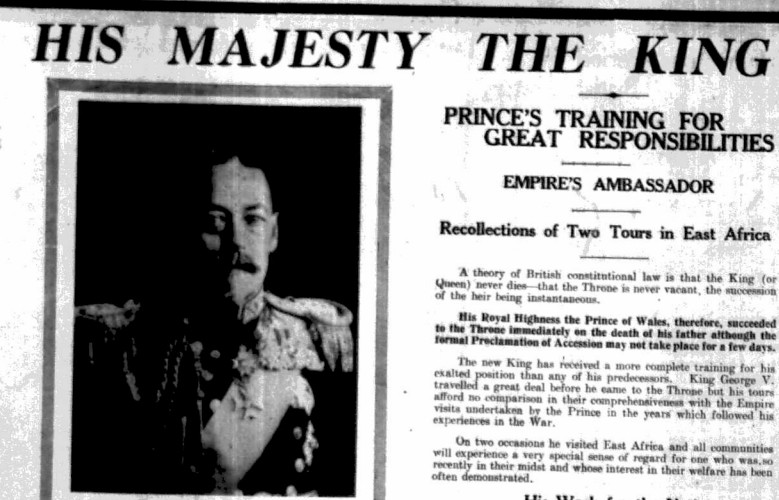 HIS MAJESTY THE KING
PRINCE'S TRAINING FOR
GREAT RESPONSIBILITIES
EMPIRE'S AMBASSADOR
Recollections of Two Tours in East Africa
A theory of British constitutional law is that the King (or
Queen) never dies—that the Throne is never vacant, the succession
of the heir being instantaneous.
His Royal Highness the Prince of Wales, therefore, succeeded
to the Throne immediately on the death of his father although the
formal Proclamation of Accession may not take place for a few days.
The new King has received a more complete training for his
exalted position than any of his predecessors. King George V.
travelled a great deal before he came to the Throne but his tours
afford no comparison in their comprehensiveness with the Empire
visits undertaken by the Prince in the years which followed his
experiences in the War.
On two occasions he visited East Africa and all communities
will experience a very special sense of regard for one who was so
recently in their midst and whose interest in their welfare has been
often demonstrated.